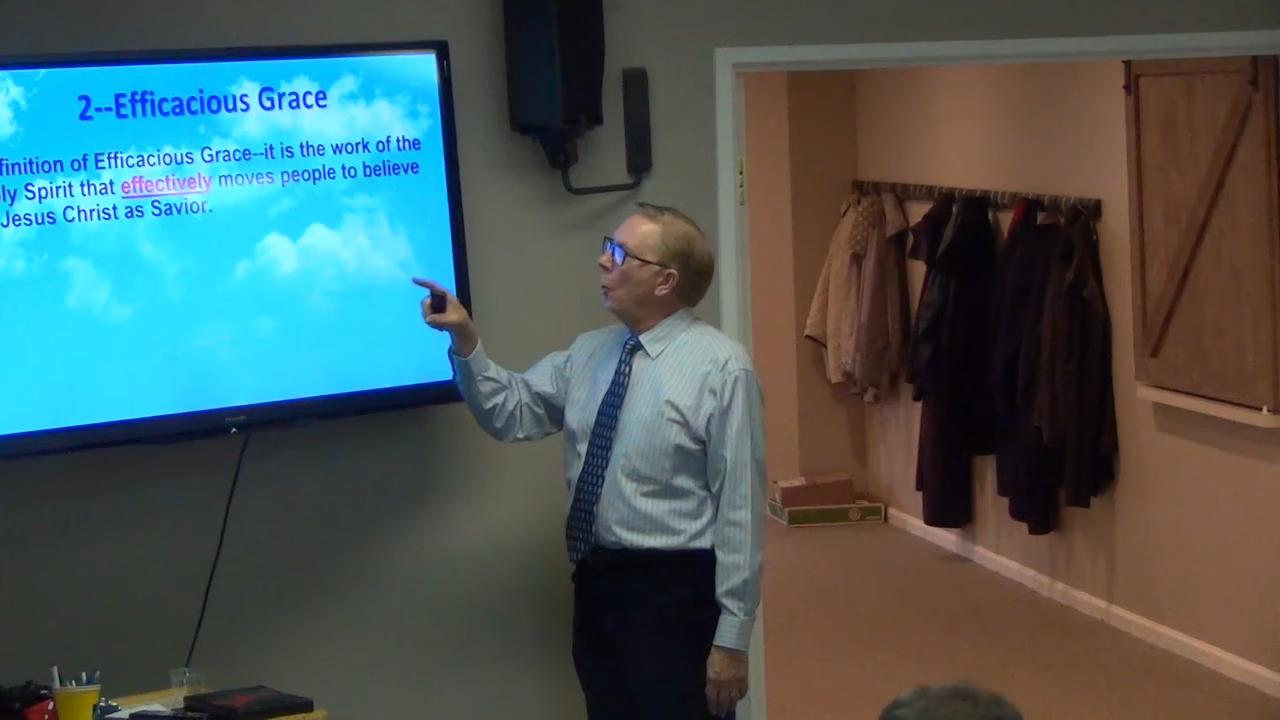 2--Efficacious Grace
finition of Efficacious Grace--it is the work of the
ly Spirit that effectively moves people to believe
Jesus Christ as Savior.